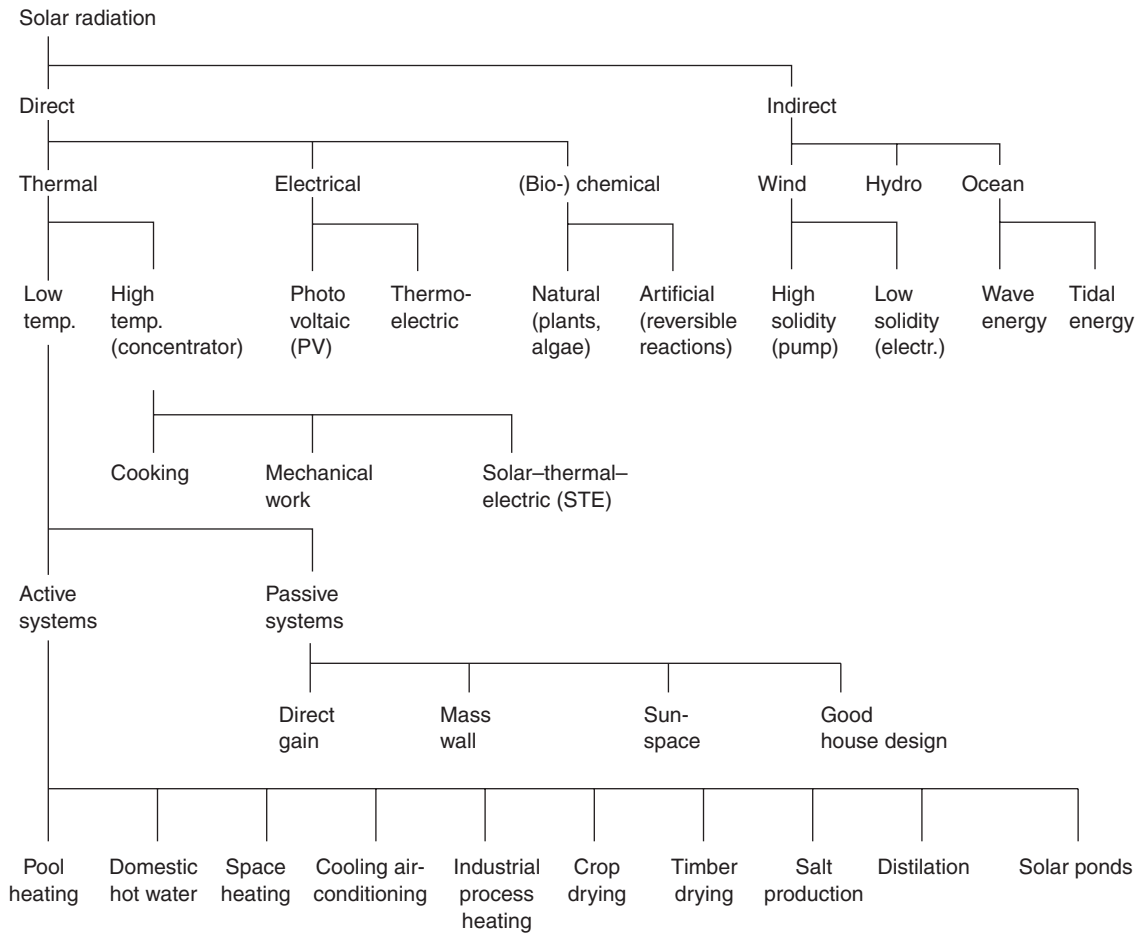 Solar radiation
Direct
Indirect
Thermal
Electrical
(Bio-) chemical
Wind
Hydro
Ocean
Low
temp.
High
temp.
(concentrator)
Photo
voltaic
(PV)
Thermo-
electric
Natural
(plants,
algae)
Artificial
(reversible
reactions)
High
solidity
(pump)
Low
solidity
(electr.)
Wave
energy
Tidal
energy
Cooking
Mechanical
work
Solar–thermal–
electric (STE)
Active
systems
Passive
systems
Direct
gain
Mass
wall
Sun-
space
Good
house design
Pool
heating
Domestic
hot water
Space
heating
Cooling air-
conditioning
Industrial
process
heating
Crop
drying
Timber
drying
Salt
production
Distilation
Solar ponds